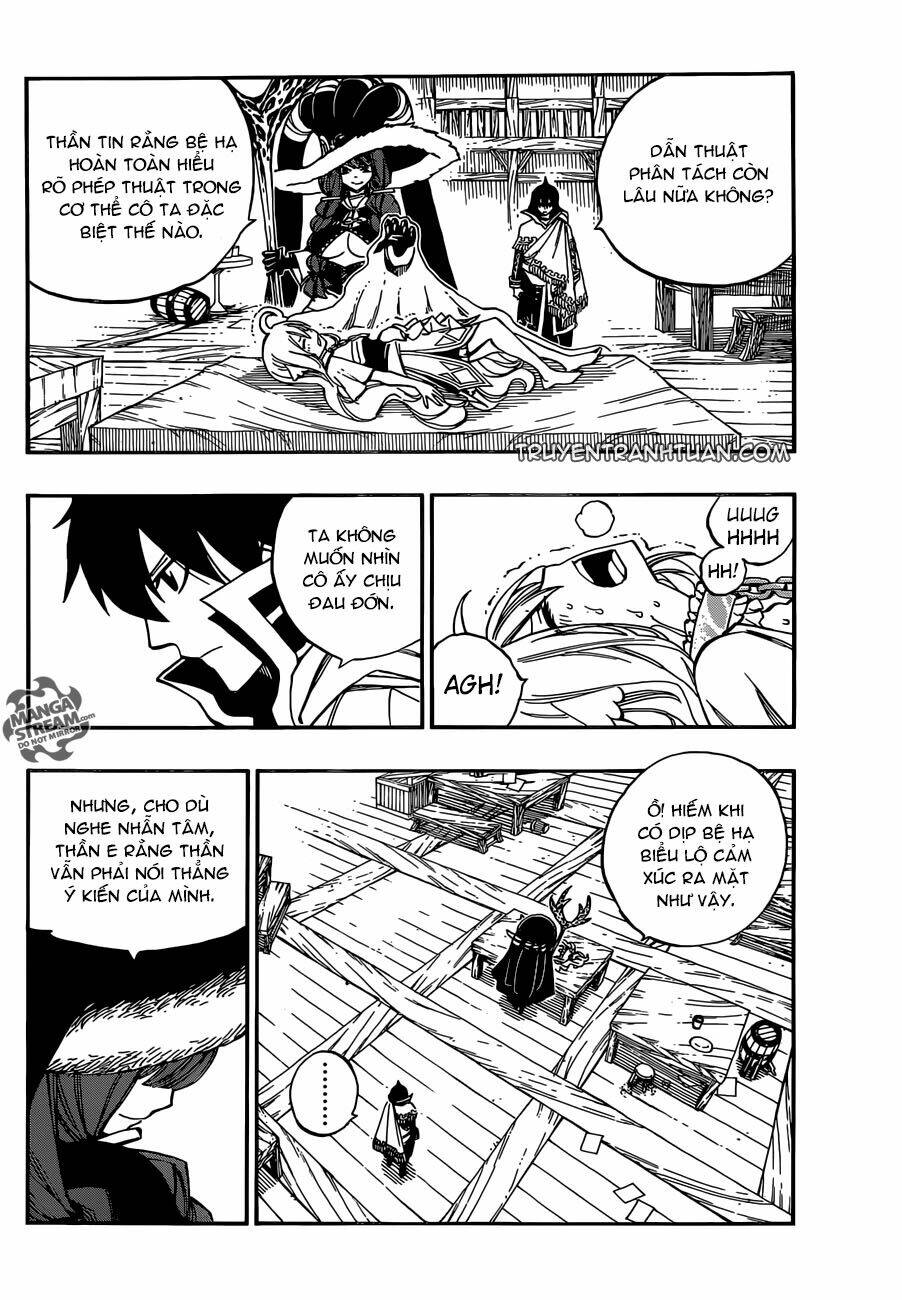 DẪN THUẬT
PHÂN TÁCH CÒN
LÂU NỮA KHÔNG?
THẦN TIN RẰNG BỆ HẠ
HOÀN TOÀN HIỂU
RÕ PHÉP THUẬT TRONG
CƠ THỂ CÔ TA ĐẶC
BIỆT THẾ NÀO.
TRUYENTRANHTUAN.COM
UUUG
HHHH
HH!
AGH!
TA KHÔNG
MUỐN NHÌN
CÔ ẤY CHỊU
ĐAU ĐỚN.
MANGA
STREAM.com
DO NOT MIRROR
Ồ! HIẾM KHI
CÓ DỊP BỆ HẠ
BIỂU LỘ CẢM
XÚC RA MẶT
NHƯ VẬY.
........
NHƯNG, CHO DÙ
NGHE NHẪN TÂM,
THẦN E RẰNG THẦN
VẪN PHẢI NÓI THẲNG
Ý KIẾN CỦA MÌNH.